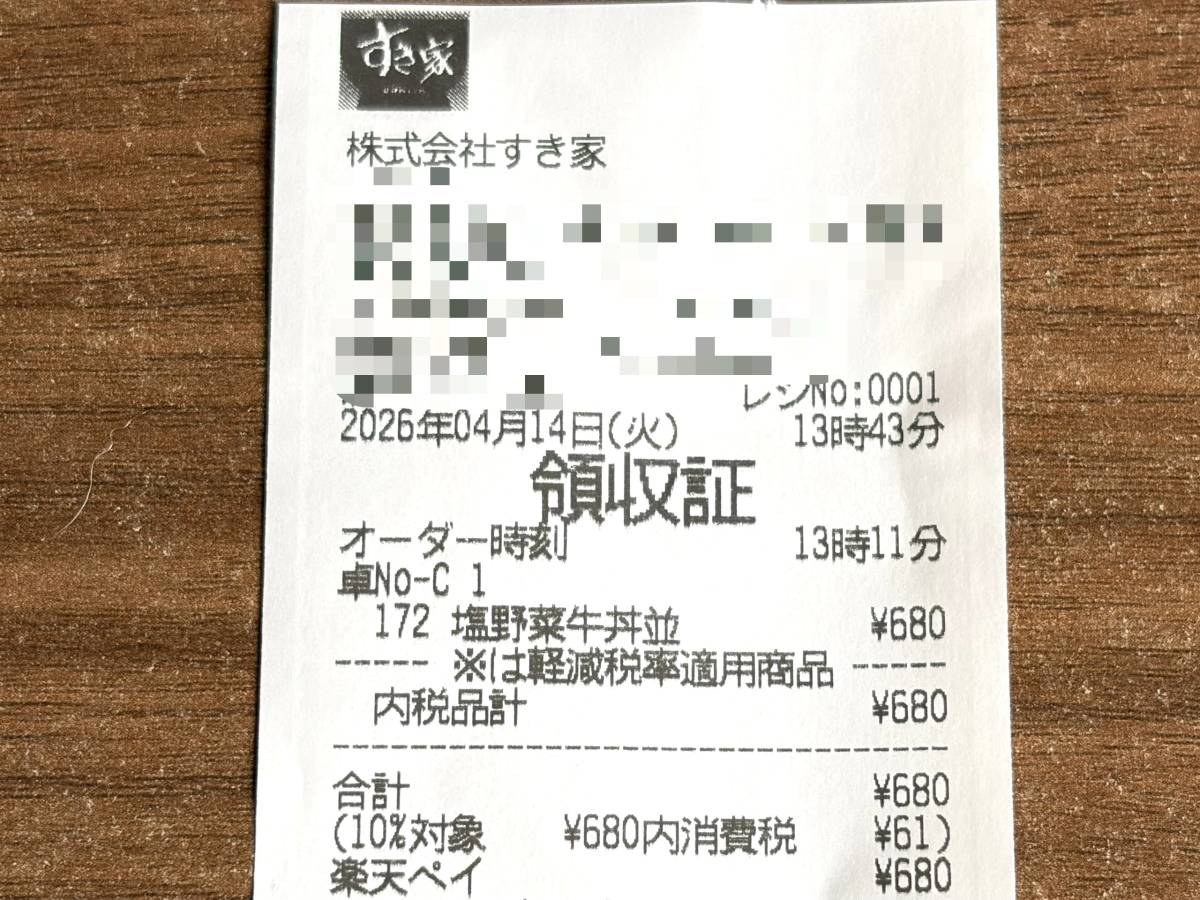 すき家
株式会社すき家
レジNo:0001
2026年04月14日(火) 13時43分
領収証
オーダー時刻 13時11分
卓No-C 1
172 塩野菜牛丼並 ¥680
----- ※は軽減税率適用商品 -----
内税品計 ¥680
---------------------------------
合計 ¥680
(10%対象 ¥680内消費税 ¥61)
楽天ペイ ¥680